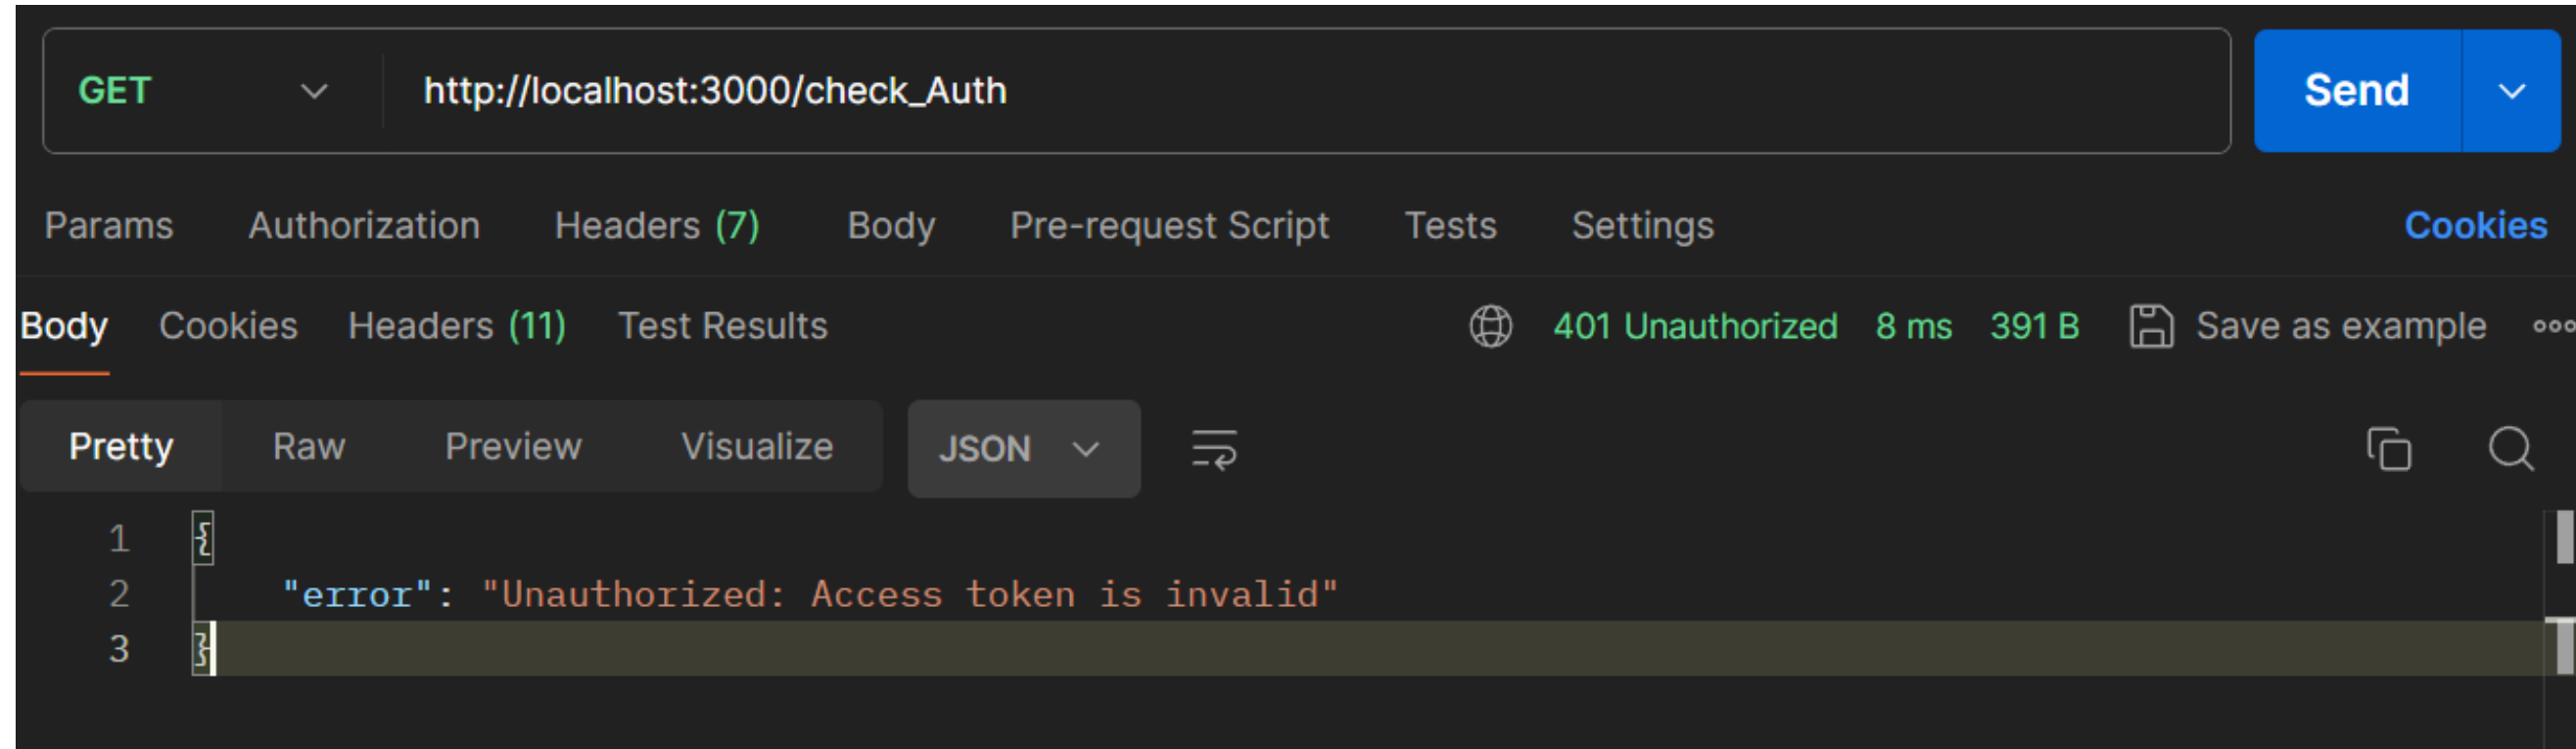 GET http://localhost:3000/check_Auth Send
Params Authorization Headers (7) Body Pre-request Script Tests Settings Cookies
Body Cookies Headers (11) Test Results 401 Unauthorized 8 ms 391 B Save as example
Pretty Raw Preview Visualize JSON
1 {
2 "error": "Unauthorized: Access token is invalid"
3 }